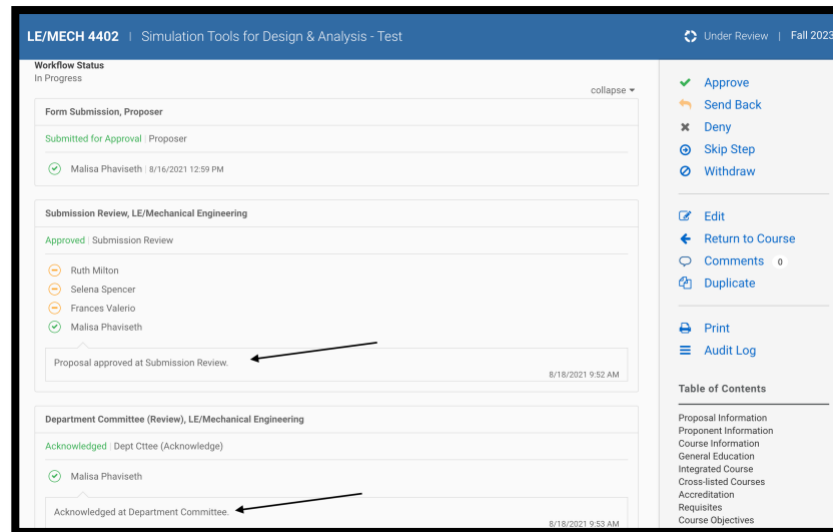 LE/MECH 4402 | Simulation Tools for Design & Analysis - Test
Under Review | Fall 2023
Workflow Status
In Progress
collapse
Form Submission, Proposer
Submitted for Approval | Proposer
Malisa Phaviseth | 8/16/2021 12:59 PM
Submission Review, LE/Mechanical Engineering
Approved | Submission Review
Ruth Milton
Selena Spencer
Frances Valerio
Malisa Phaviseth
Proposal approved at Submission Review.
8/18/2021 9:52 AM
Department Committee (Review), LE/Mechanical Engineering
Acknowledged | Dept Cttee (Acknowledge)
Malisa Phaviseth
Acknowledged at Department Committee.
8/18/2021 9:53 AM
Approve
Send Back
Deny
Skip Step
Withdraw
Edit
Return to Course
Comments 0
Duplicate
Print
Audit Log
Table of Contents
Proposal Information
Proponent Information
Course Information
General Education
Integrated Course
Cross-listed Courses
Accreditation
Requisites
Course Objectives